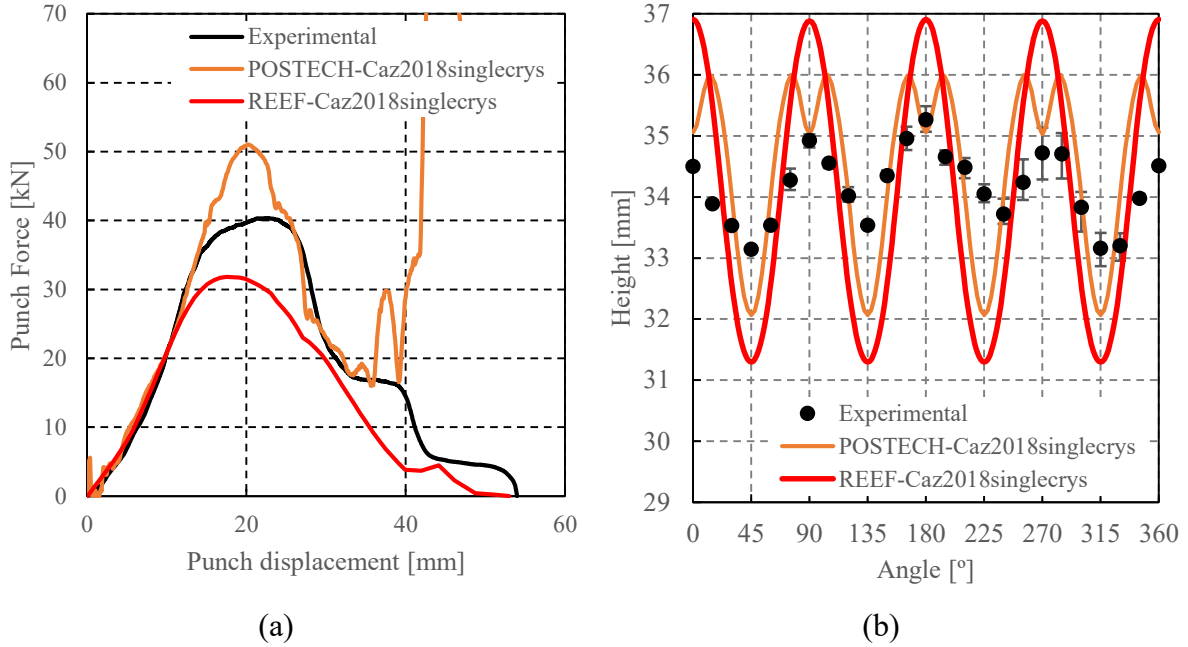 70
60
50
40
30
20
10
0
Punch Force [kN]
Experimental
POSTECH-Caz2018singlecrys
REEF-Caz2018singlecrys
0 20 40 60
Punch displacement [mm]
(a)
37
36
35
34
33
32
31
30
29
Height [mm]
Experimental
POSTECH-Caz2018singlecrys
REEF-Caz2018singlecrys
0 45 90 135 180 225 270 315 360
Angle [º]
(b)